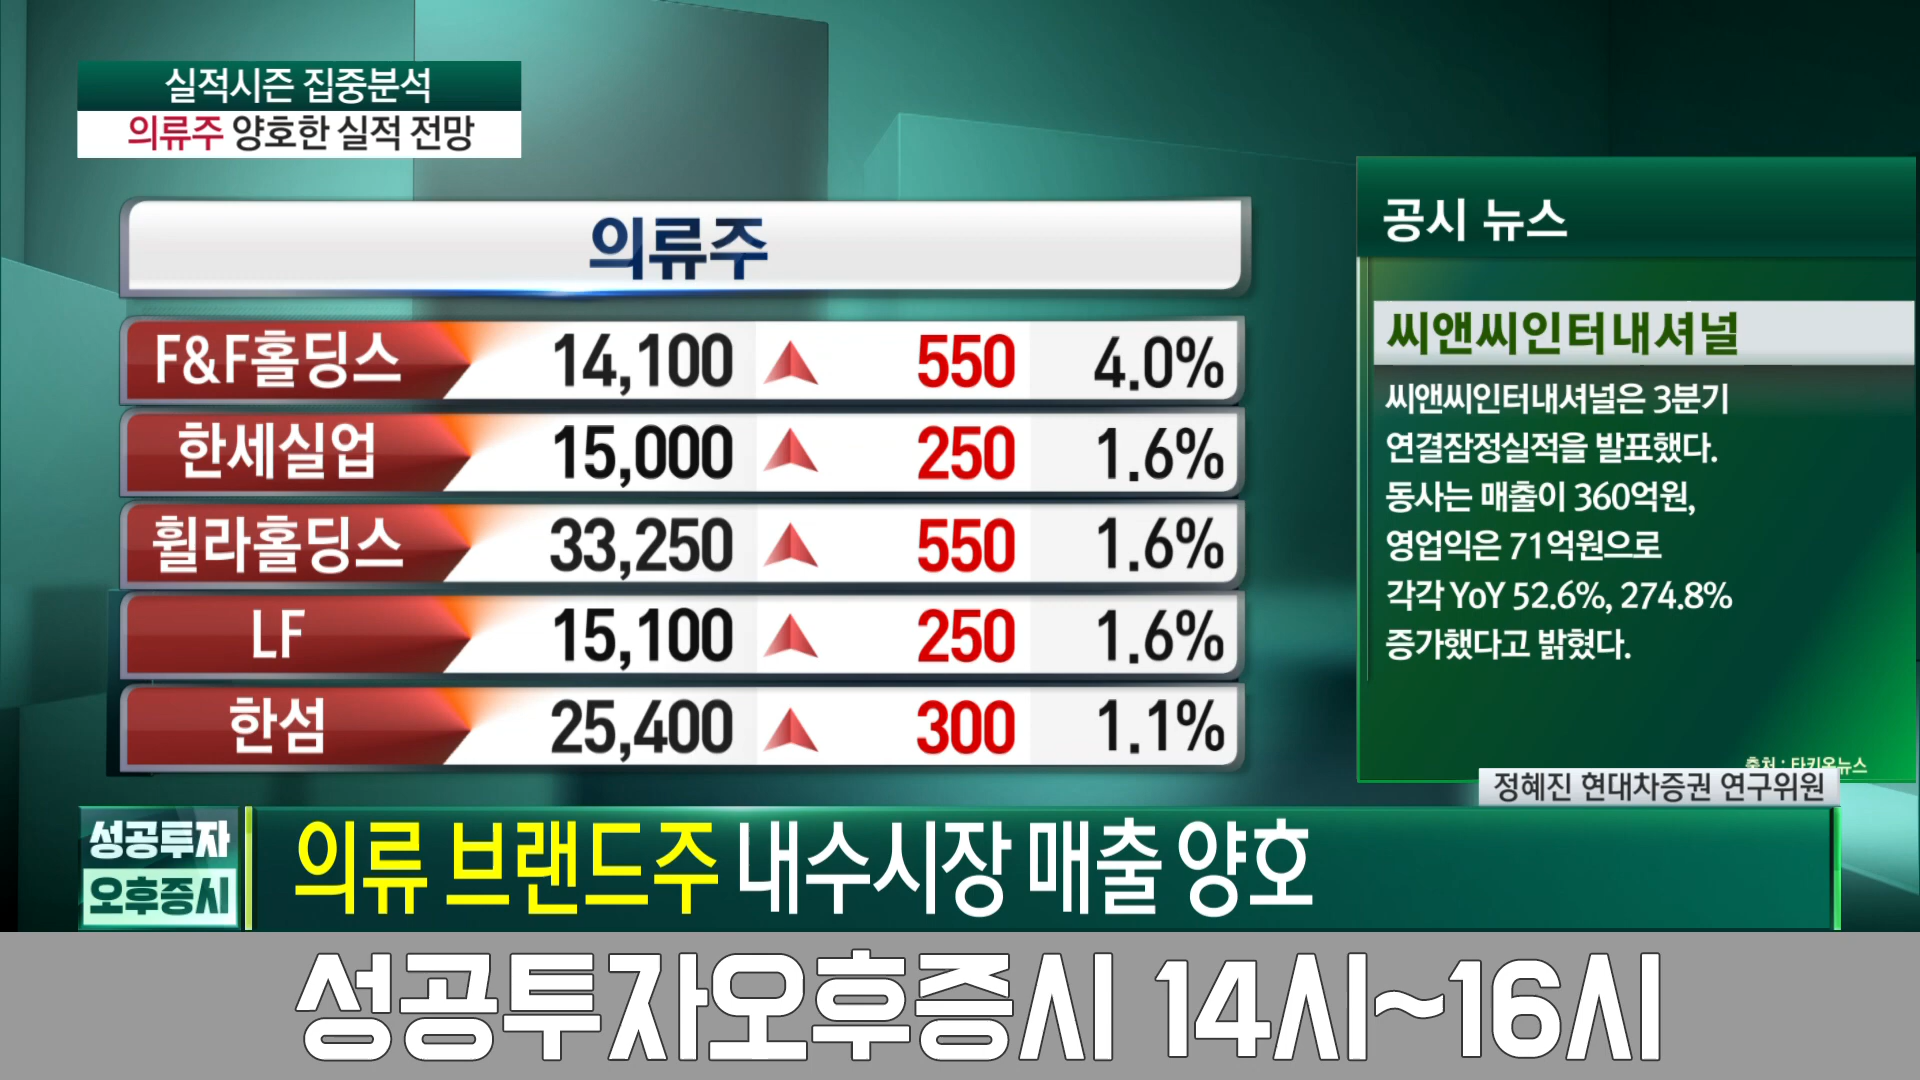 실적시즌 집중분석
의류주 양호한 실적 전망
의류주
F&F홀딩스 14,100 ▲ 550 4.0%
한세실업 15,000 ▲ 250 1.6%
휠라홀딩스 33,250 ▲ 550 1.6%
LF 15,100 ▲ 250 1.6%
한섬 25,400 ▲ 300 1.1%
공시 뉴스
씨앤씨인터내셔널
씨앤씨인터내셔널은 3분기
연결잠정실적을 발표했다.
동사는 매출이 360억원,
영업익은 71억원으로
각각 YoY 52.6%, 274.8%
증가했다고 밝혔다.
출처 : 타키온뉴스
정혜진 현대차증권 연구위원
성공투자
오후증시
의류 브랜드주 내수시장 매출 양호
성공투자오후증시 14시~16시